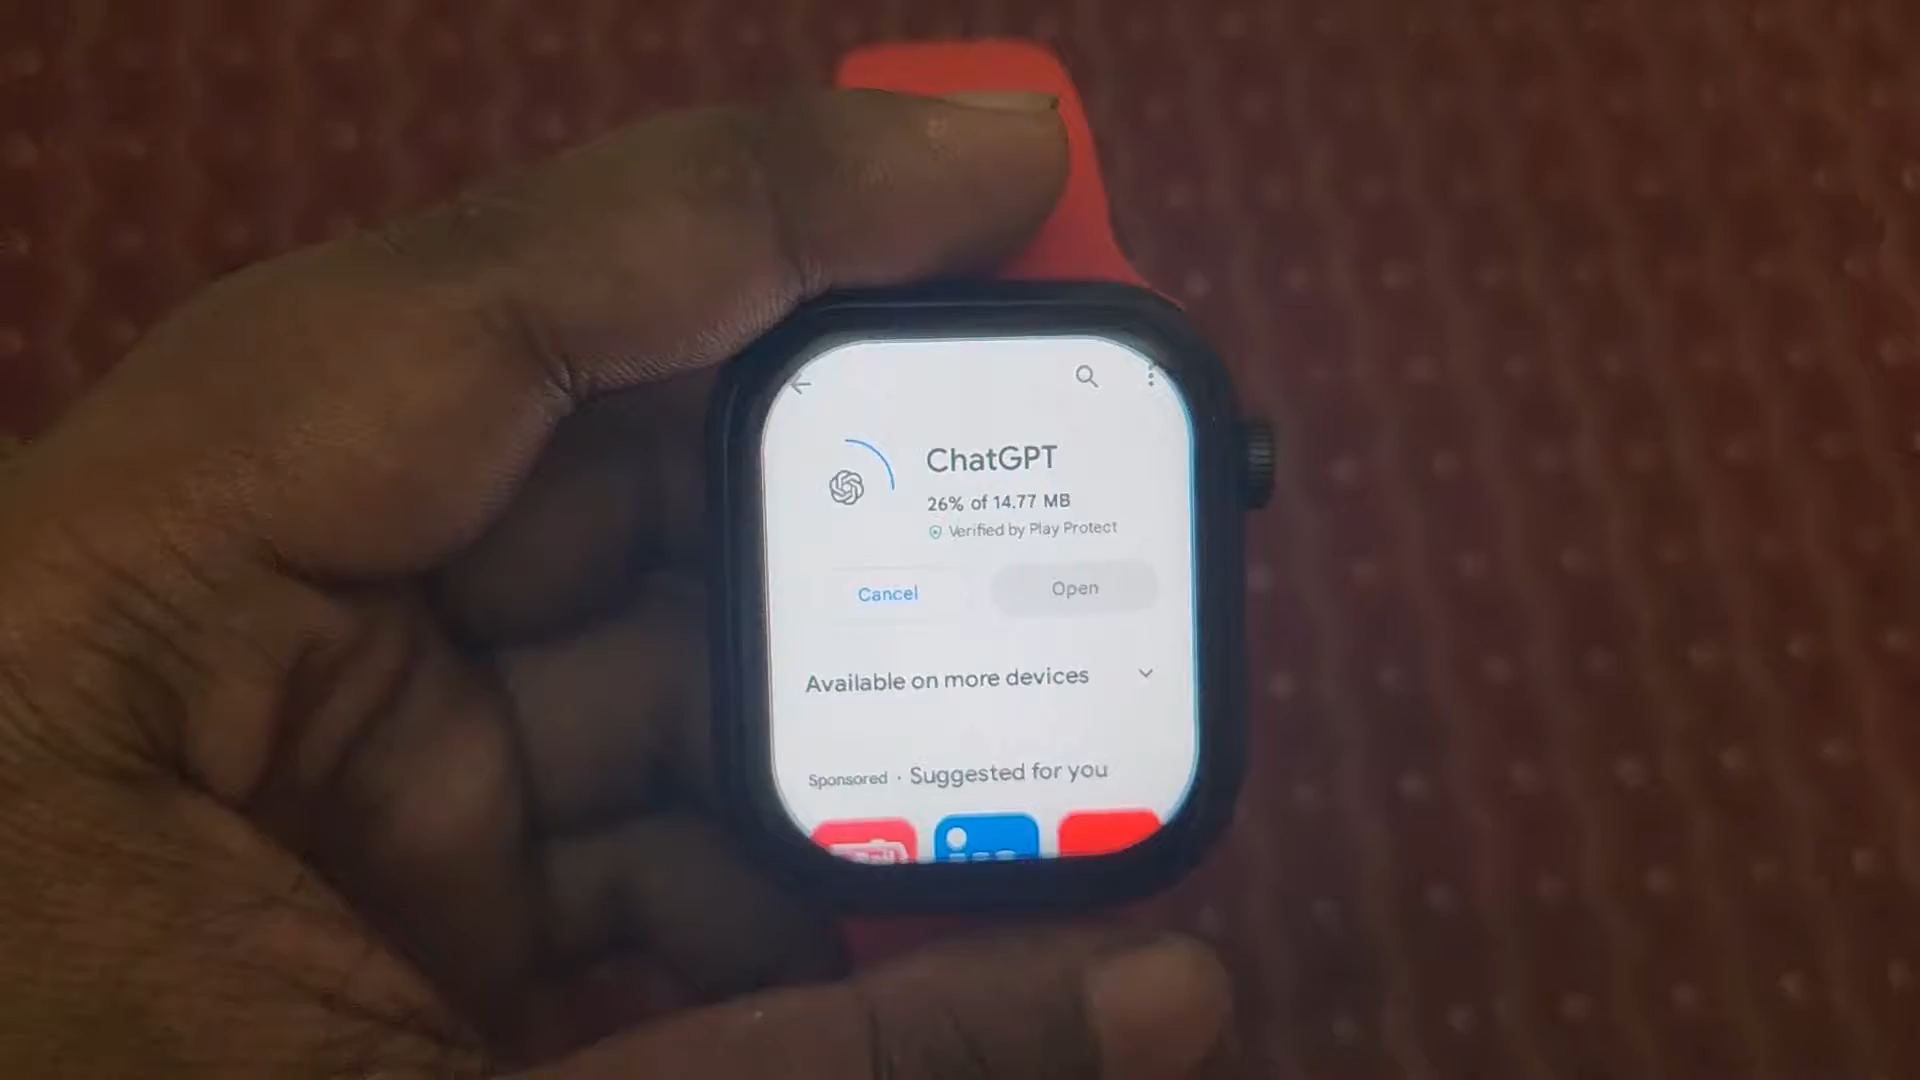 ChatGPT
26% of 14.77 MB
Verified by Play Protect
Cancel
Open
Available on more devices
Sponsored · Suggested for you